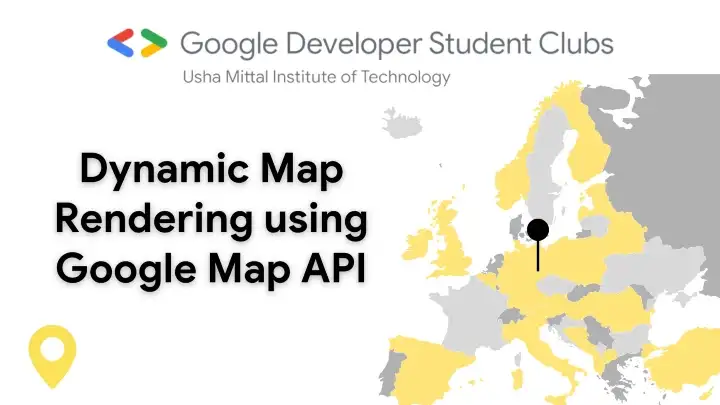 Google Developer Student Clubs
Usha Mittal Institute of Technology
Dynamic Map
Rendering using
Google Map API